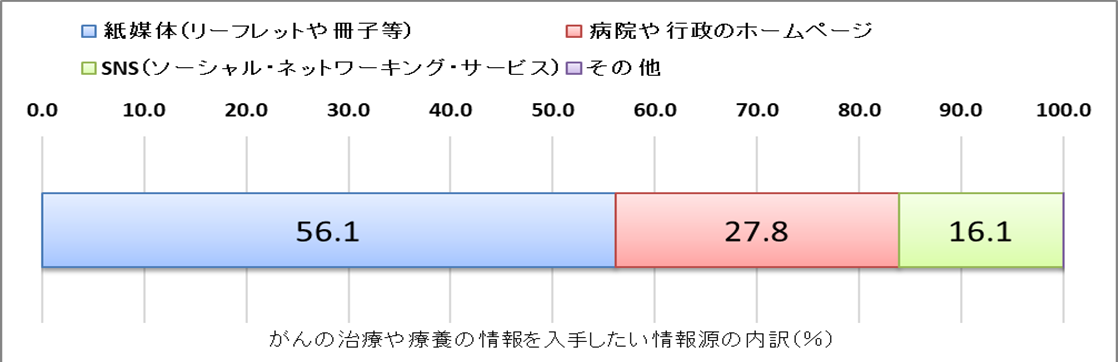 紙媒体(リーフレットや冊子等) 病院や行政のホームページ
SNS(ソーシャル・ネットワーキング・サービス) その他
0.0 10.0 20.0 30.0 40.0 50.0 60.0 70.0 80.0 90.0 100.0
56.1 27.8 16.1
がんの治療や療養の情報を入手したい情報源の内訳(%)